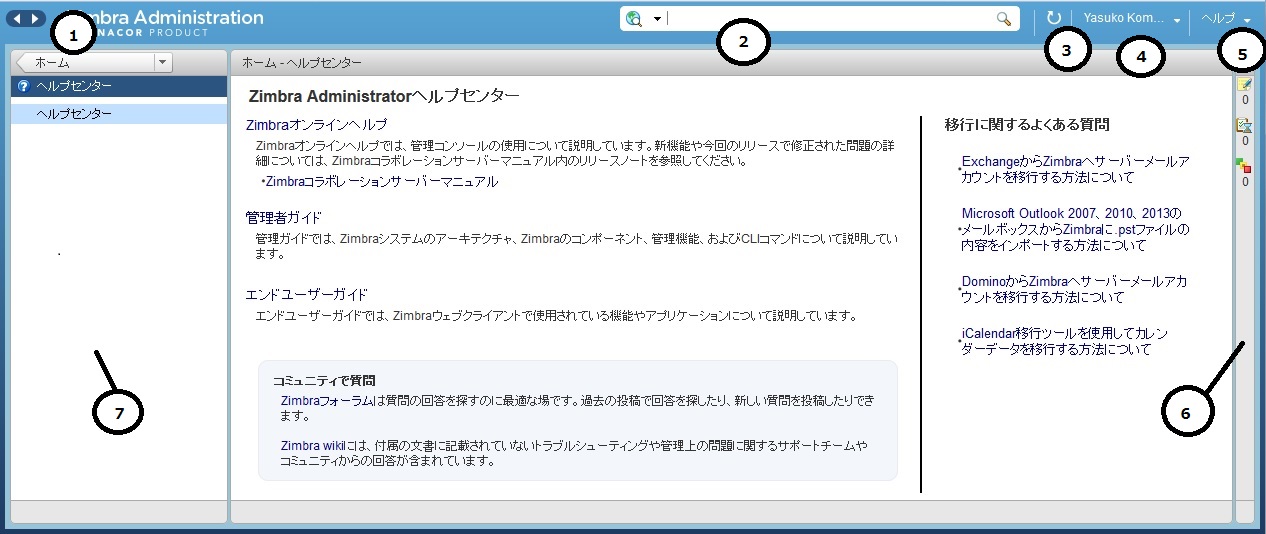 mbra Administration
NACOR PRODUCT
1
2
3
Yasuko Kom...
4
ヘルプ
5
ホーム
ヘルプセンター
ヘルプセンター
7
ホーム - ヘルプセンター
Zimbra Administratorヘルプセンター
Zimbraオンラインヘルプ
Zimbraオンラインヘルプでは、管理コンソールの使用について説明しています。新機能や今回のリリースで修正された問題の詳
細については、Zimbraコラボレーションサーバーマニュアル内のリリースノートを参照してください。
•Zimbraコラボレーションサーバーマニュアル
管理者ガイド
管理ガイドでは、Zimbraシステムのアーキテクチャ、Zimbraのコンポーネント、管理機能、およびCLIコマンドについて説明してい
ます。
エンドユーザーガイド
エンドユーザーガイドでは、Zimbraウェブクライアントで使用されている機能やアプリケーションについて説明しています。
コミュニティで質問
Zimbraフォーラムは質問の回答を探すのに最適な場です。過去の投稿で回答を探したり、新しい質問を投稿したりでき
ます。
Zimbra wikiには、付属の文書に記載されていないトラブルシューティングや管理上の問題に関するサポートチームや
コミュニティからの回答が含まれています。
移行に関するよくある質問
•ExchangeからZimbraへサーバーメールア
カウントを移行する方法について
•Microsoft Outlook 2007、2010、2013の
メールボックスからZimbraに.pstファイルの
内容をインポートする方法について
•DominoからZimbraへサーバーメールアカ
ウントを移行する方法について
•iCalendar移行ツールを使用してカレン
ダーデータを移行する方法について
0
0
0
6